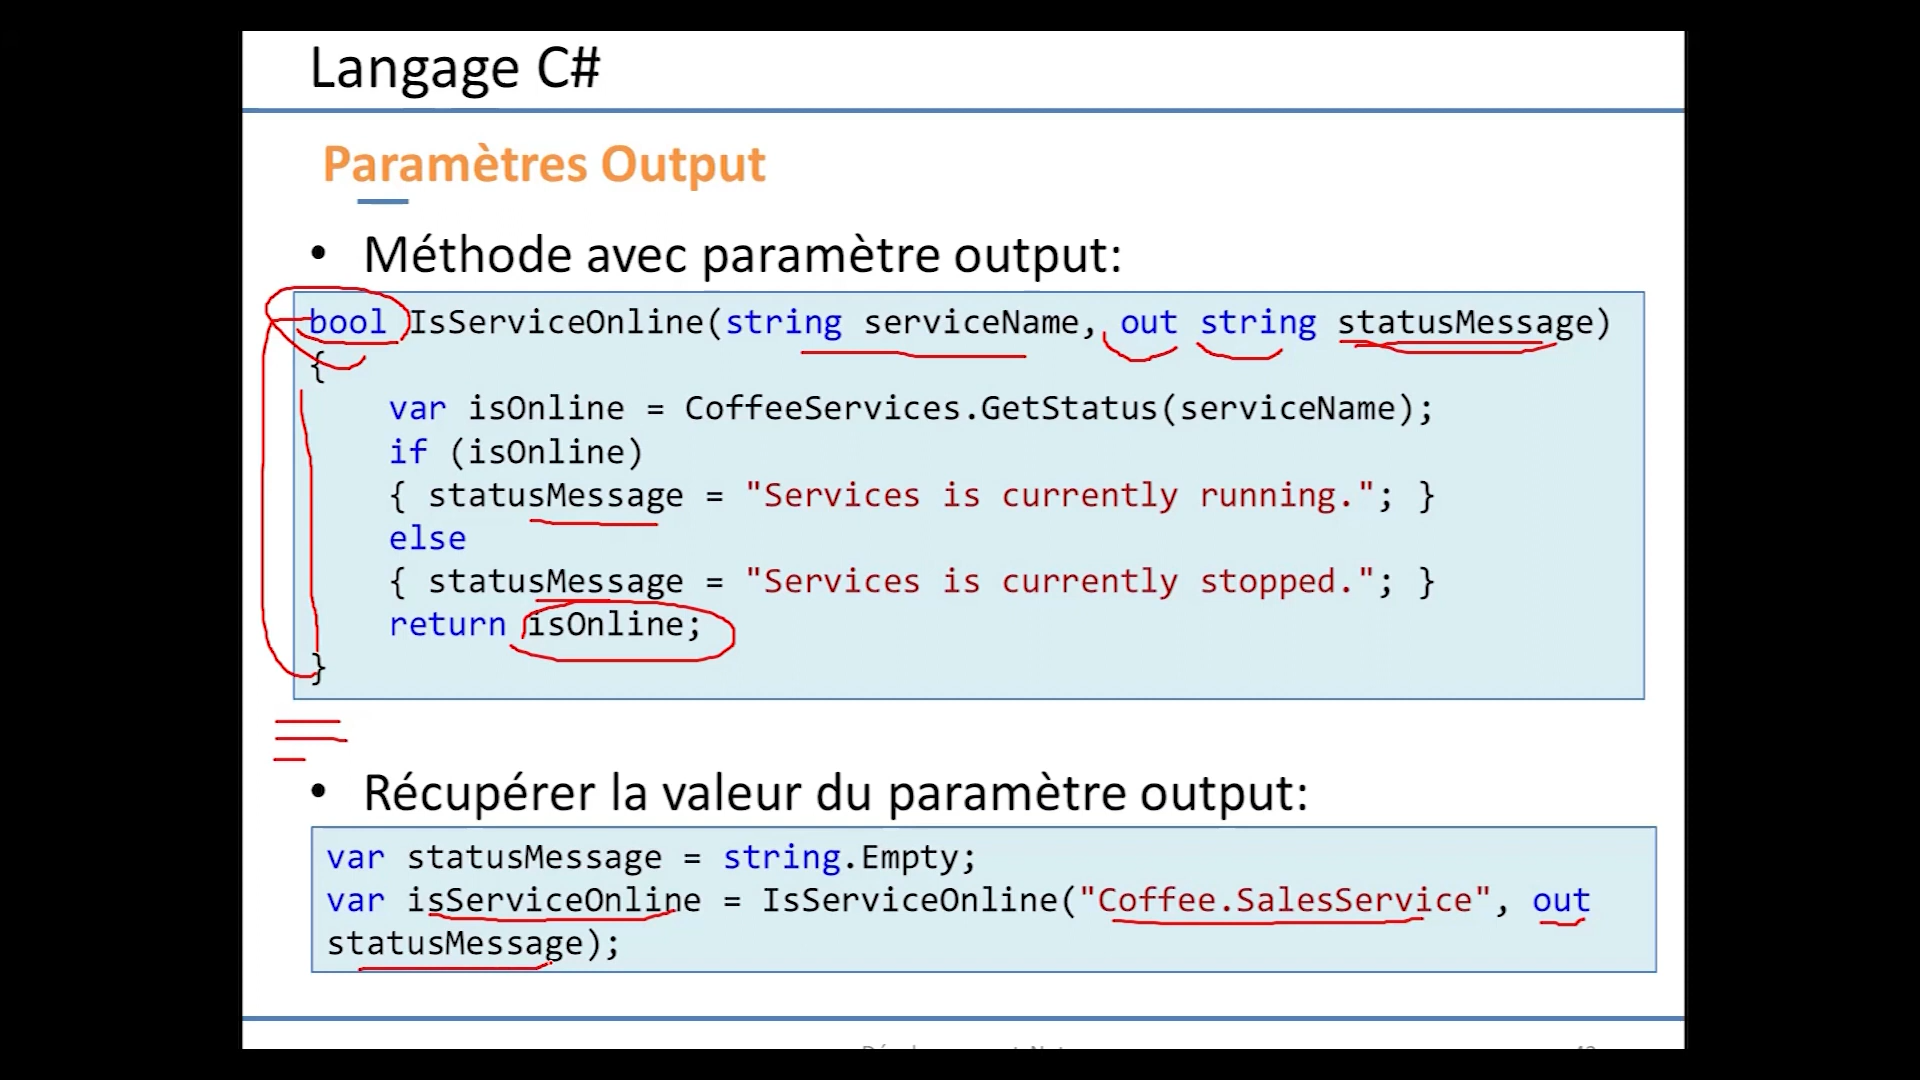 Langage C#
Paramètres Output
• Méthode avec paramètre output:
bool IsServiceOnline(string serviceName, out string statusMessage)
{
var isOnline = CoffeeServices.GetStatus(serviceName);
if (isOnline)
{ statusMessage = "Services is currently running."; }
else
{ statusMessage = "Services is currently stopped."; }
return isOnline;
}
• Récupérer la valeur du paramètre output:
var statusMessage = string.Empty;
var isServiceOnline = IsServiceOnline("Coffee.SalesService", out
statusMessage);